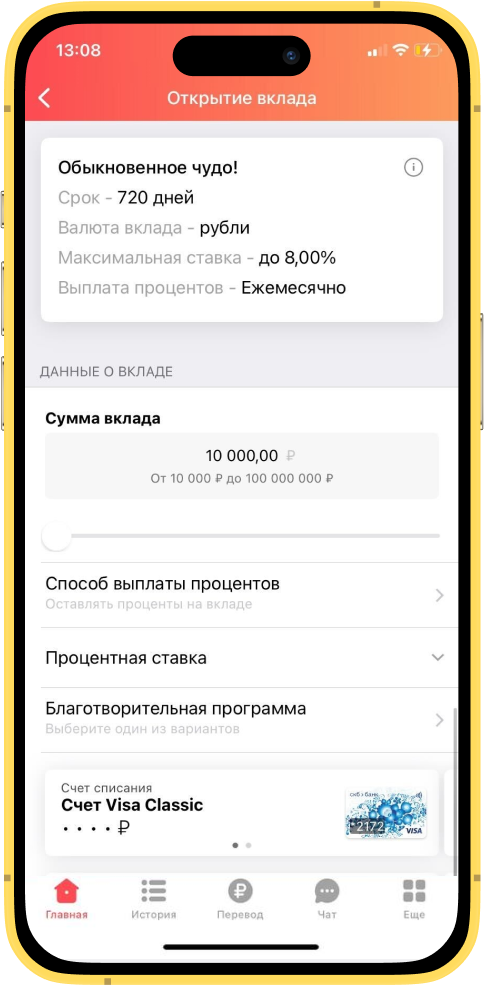 13:08
Открытие вклада
Обыкновенное чудо!
Срок - 720 дней
Валюта вклада - рубли
Максимальная ставка - до 8,00%
Выплата процентов - Ежемесячно
ДАННЫЕ О ВКЛАДЕ
Сумма вклада
10 000,00 ₽
От 10 000 ₽ до 100 000 000 ₽
Способ выплаты процентов
Оставлять проценты на вкладе
Процентная ставка
Благотворительная программа
Выберите один из вариантов
Счет списания
Счет Visa Classic
• • • • ₽
скб банк
*2172
VISA
Главная
История
Перевод
Чат
Еще